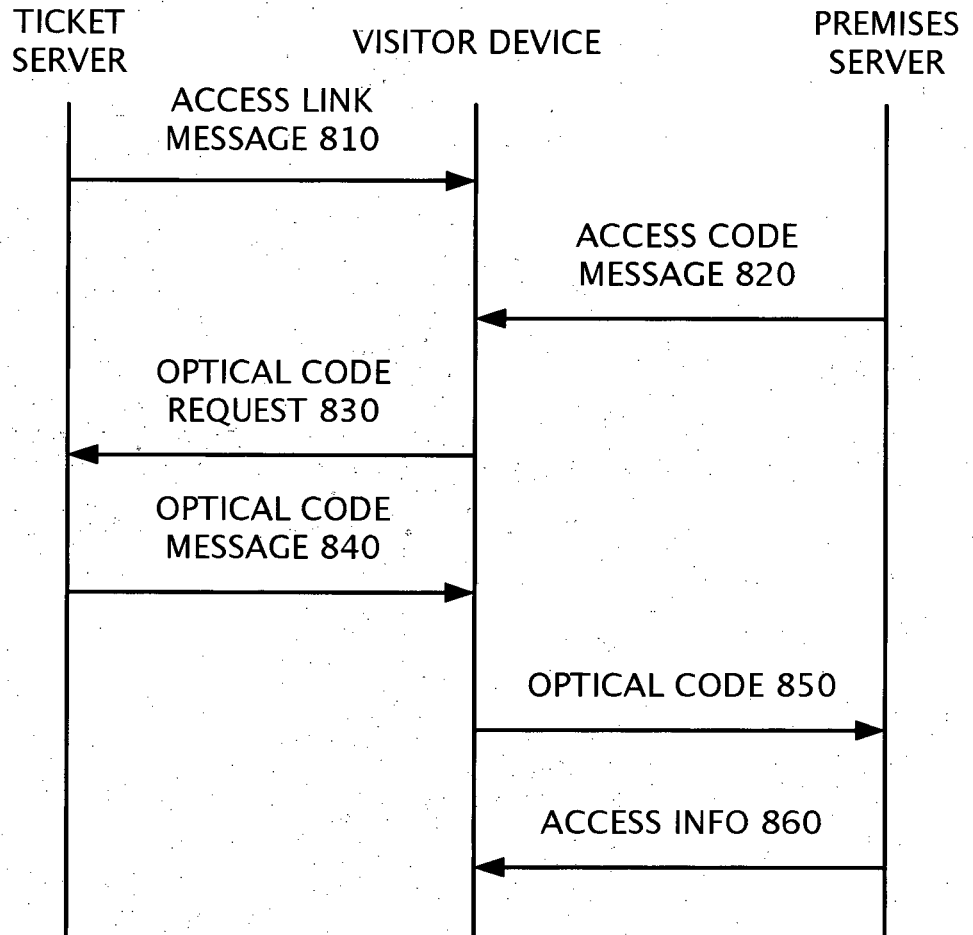 TICKET
SERVER
VISITOR DEVICE
PREMISES
SERVER
ACCESS LINK
MESSAGE 810
ACCESS CODE
MESSAGE 820
OPTICAL CODE
REQUEST 830
OPTICAL CODE
MESSAGE 840
OPTICAL CODE 850
ACCESS INFO 860